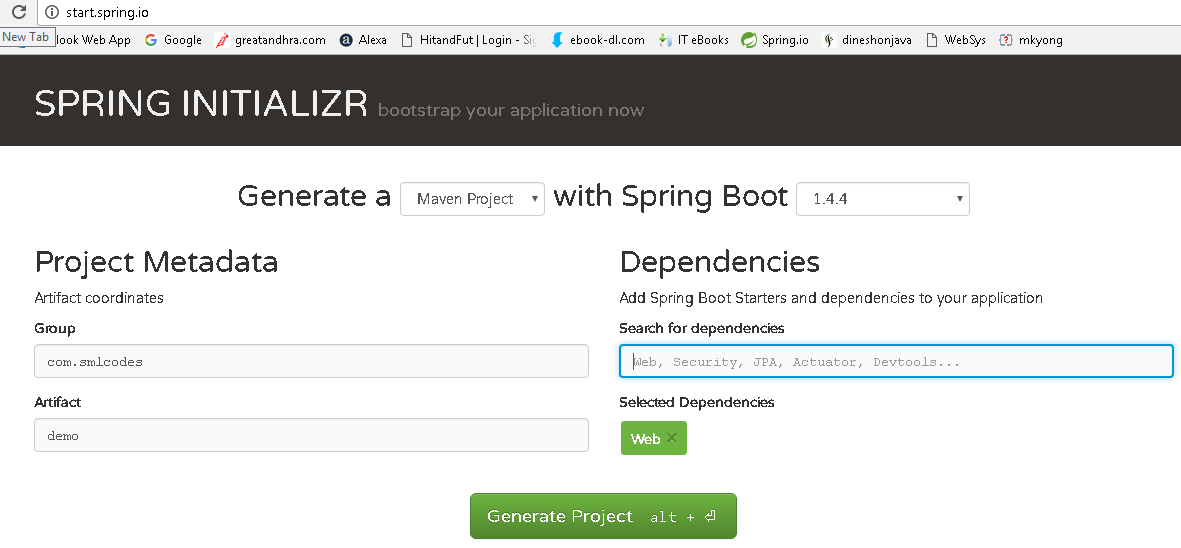 start.spring.io
New Tab
look Web App Google greatandhra.com Alexa HitandFut | Login - Sig ebook-dl.com IT eBooks Spring.io dineshonjava WebSys mkyong
SPRING INITIALIZR bootstrap your application now
Generate a Maven Project with Spring Boot 1.4.4
Project Metadata
Artifact coordinates
Group
com.smlcodes
Artifact
demo
Dependencies
Add Spring Boot Starters and dependencies to your application
Search for dependencies
Web, Security, JPA, Actuator, Devtools...
Selected Dependencies
Web ×
Generate Project alt + ⏎